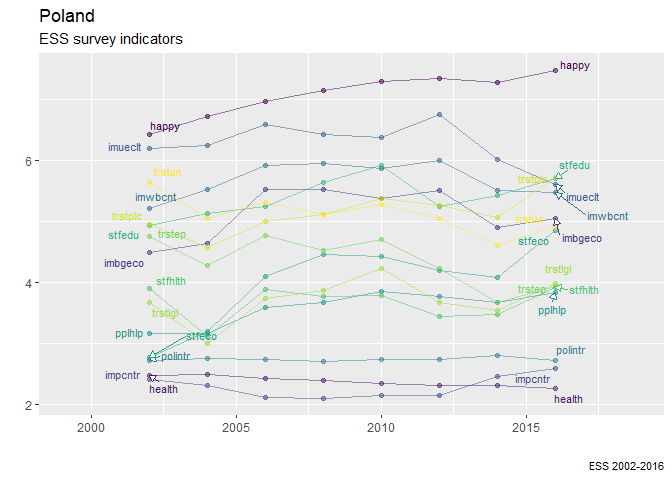 Poland
ESS survey indicators
happy
happy
imueclt
stfedu
trstun
trstplc
imwbcnt
imueclt
trstplc
trstun
imwbcnt
stfedu
trstep
stfeco
imbgeco
imbgeco
trstlgl
stfhlth
trstep
stfhlth
trstlgl
pplhlp
pplhlp
stfeco
polintr
polintr
impcntr
impcntr
health
health
6
4
2
2000
2005
2010
2015
ESS 2002-2016